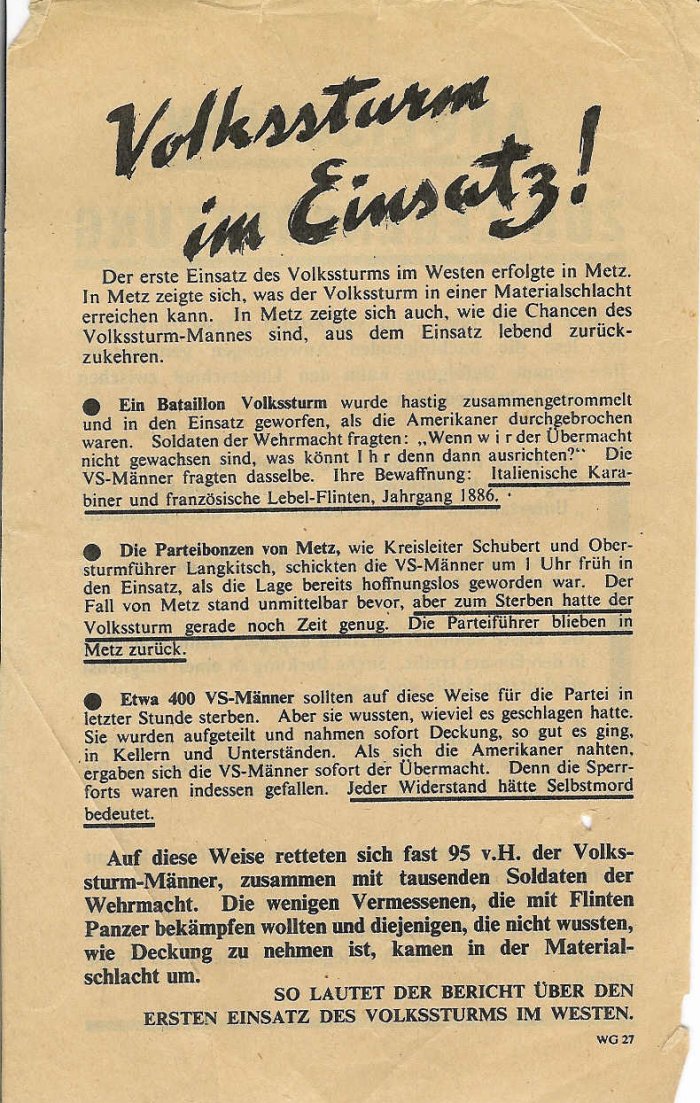 Volkssturm
im Einsatz!
Der erste Einsatz des Volkssturms im Westen erfolgte in Metz.
In Metz zeigte sich, was der Volkssturm in einer Materialschlacht
erreichen kann. In Metz zeigte sich auch, wie die Chancen des
Volkssturm-Mannes sind, aus dem Einsatz lebend zurück-
zukehren.
● Ein Bataillon Volkssturm wurde hastig zusammengetrommelt
und in den Einsatz geworfen, als die Amerikaner durchgebrochen
waren. Soldaten der Wehrmacht fragten: „Wenn w i r der Übermacht
nicht gewachsen sind, was könnt I h r denn dann ausrichten?“ Die
VS-Männer fragten dasselbe. Ihre Bewaffnung: Italienische Kara-
biner und französische Lebel-Flinten, Jahrgang 1886.
● Die Parteibonzen von Metz, wie Kreisleiter Schubert und Ober-
sturmführer Langkitsch, schickten die VS-Männer um 1 Uhr früh in
den Einsatz, als die Lage bereits hoffnungslos geworden war. Der
Fall von Metz stand unmittelbar bevor, aber zum Sterben hatte der
Volkssturm gerade noch Zeit genug. Die Parteiführer blieben in
Metz zurück.
● Etwa 400 VS-Männer sollten auf diese Weise für die Partei in
letzter Stunde sterben. Aber sie wussten, wieviel es geschlagen hatte.
Sie wurden aufgeteilt und nahmen sofort Deckung, so gut es ging,
in Kellern und Unterständen. Als sich die Amerikaner nahten,
ergaben sich die VS-Männer sofort der Übermacht. Denn die Sperr-
forts waren indessen gefallen. Jeder Widerstand hätte Selbstmord
bedeutet.
Auf diese Weise retteten sich fast 95 v.H. der Volks-
sturm-Männer, zusammen mit tausenden Soldaten der
Wehrmacht. Die wenigen Vermessenen, die mit Flinten
Panzer bekämpfen wollten und diejenigen, die nicht wussten,
wie Deckung zu nehmen ist, kamen in der Material-
schlacht um.
SO LAUTET DER BERICHT ÜBER DEN
ERSTEN EINSATZ DES VOLKSSTURMS IM WESTEN.
WG 27